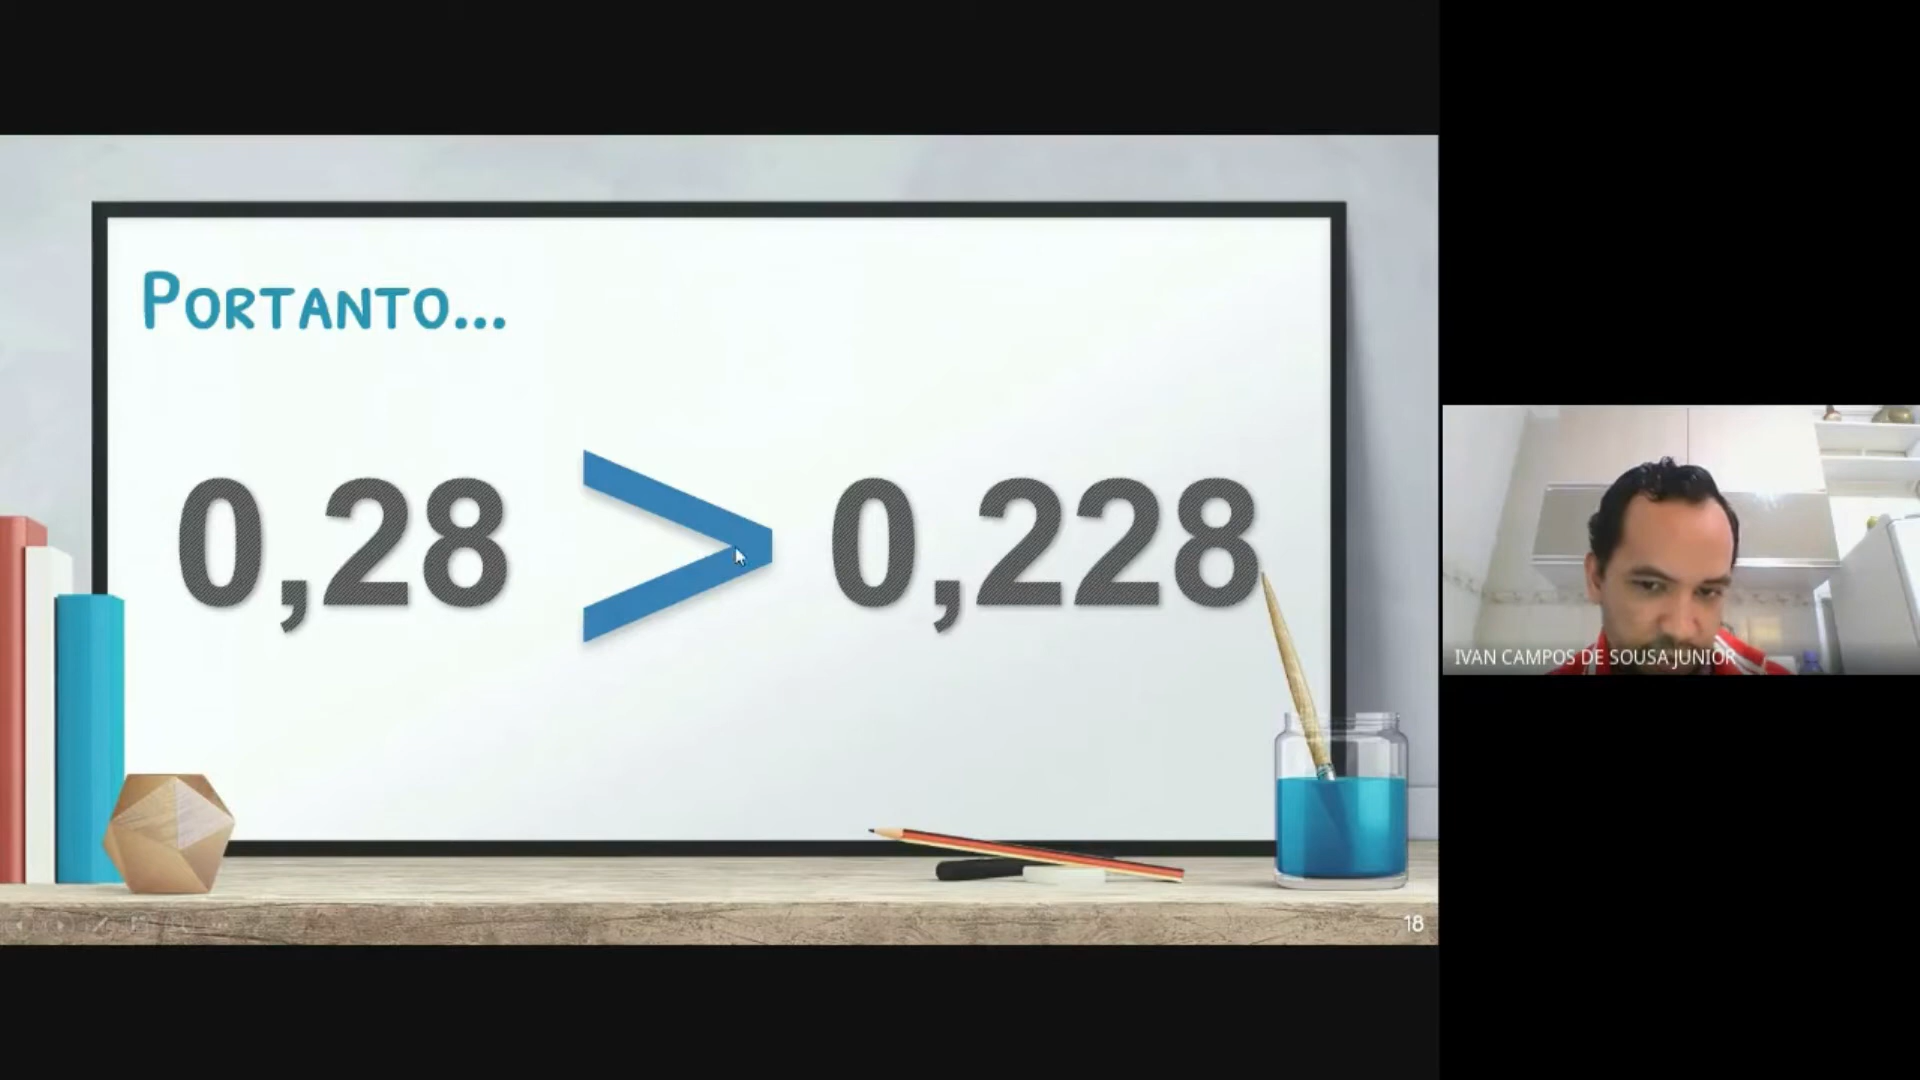 PORTANTO...
0,28 > 0,228
18
IVAN CAMPOS DE SOUSA JUNIOR